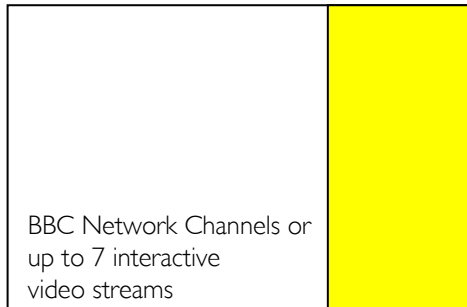 BBC Network Channels or
up to 7 interactive
video streams